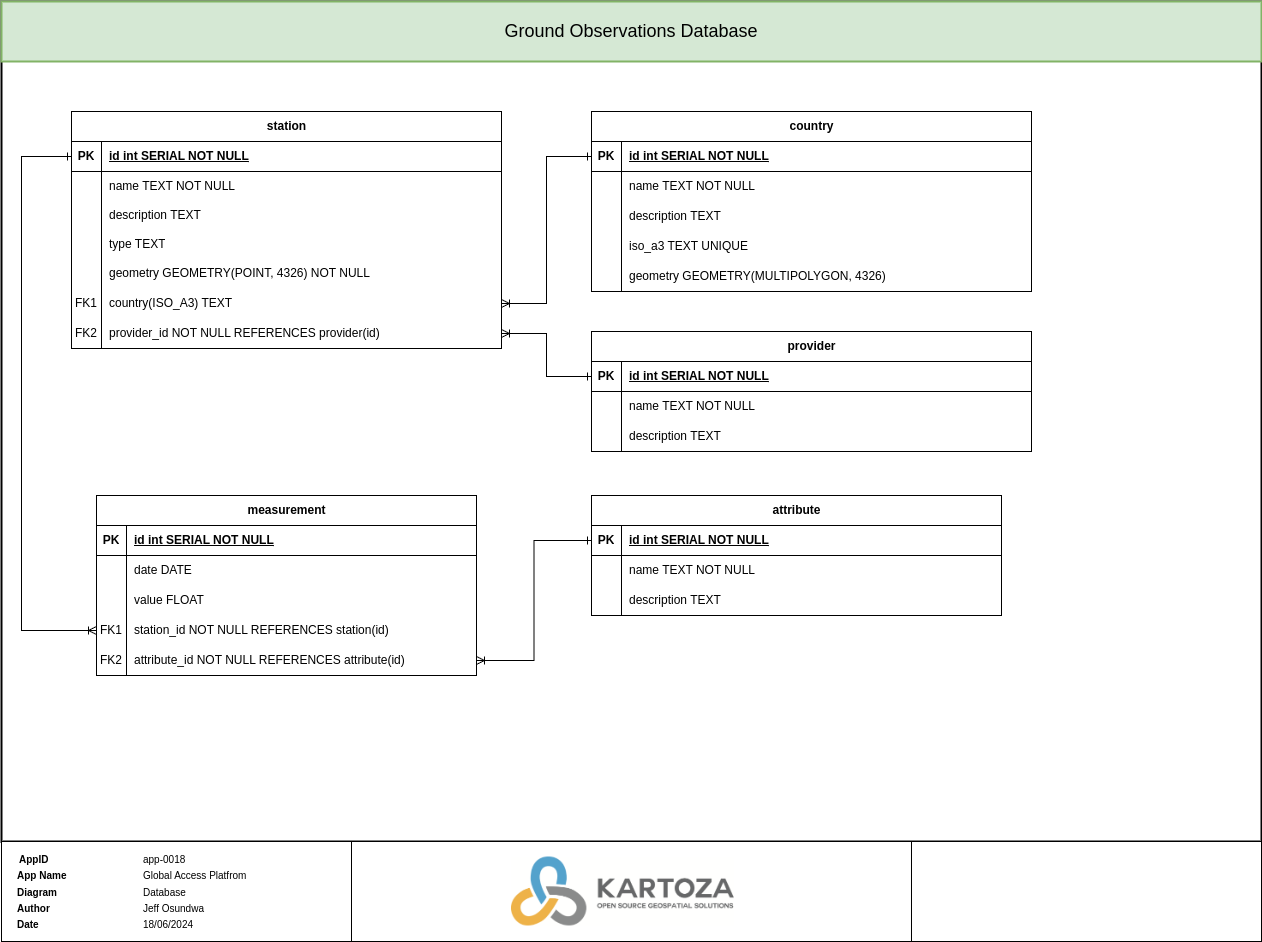 Ground Observations Database
station
PK id int SERIAL NOT NULL
name TEXT NOT NULL
description TEXT
type TEXT
geometry GEOMETRY(POINT, 4326) NOT NULL
FK1 country(ISO_A3) TEXT
FK2 provider_id NOT NULL REFERENCES provider(id)
country
PK id int SERIAL NOT NULL
name TEXT NOT NULL
description TEXT
iso_a3 TEXT UNIQUE
geometry GEOMETRY(MULTIPOLYGON, 4326)
provider
PK id int SERIAL NOT NULL
name TEXT NOT NULL
description TEXT
measurement
PK id int SERIAL NOT NULL
date DATE
value FLOAT
FK1 station_id NOT NULL REFERENCES station(id)
FK2 attribute_id NOT NULL REFERENCES attribute(id)
attribute
PK id int SERIAL NOT NULL
name TEXT NOT NULL
description TEXT
AppID app-0018
App Name Global Access Platfrom
Diagram Database
Author Jeff Osundwa
Date 18/06/2024
KARTOZA
OPEN SOURCE GEOSPATIAL SOLUTIONS